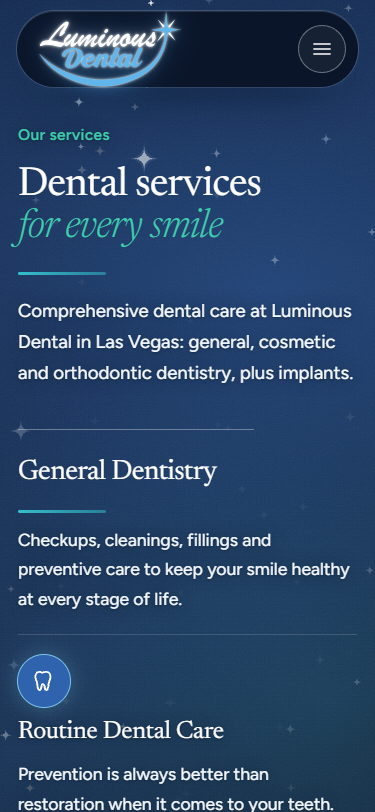 Luminous
Dental
Our services
Dental services
for every smile
Comprehensive dental care at Luminous
Dental in Las Vegas: general, cosmetic
and orthodontic dentistry, plus implants.
General Dentistry
Checkups, cleanings, fillings and
preventive care to keep your smile healthy
at every stage of life.
Routine Dental Care
Prevention is always better than
restoration when it comes to your teeth.